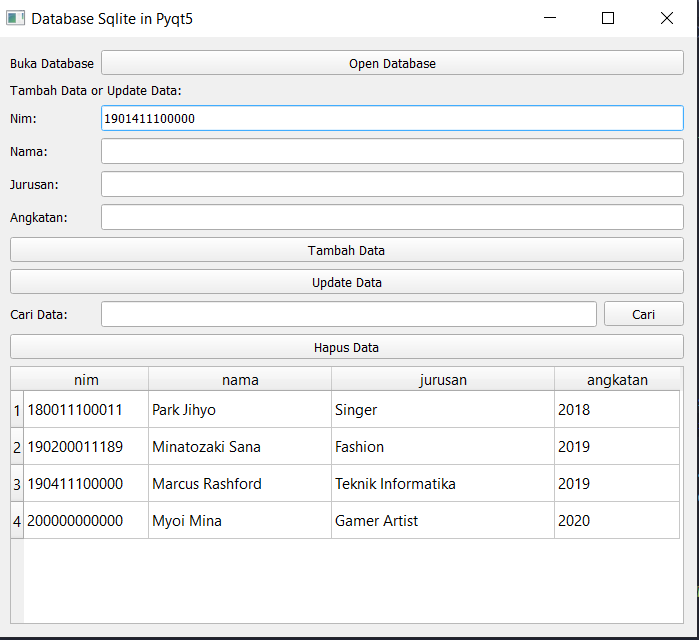 Database Sqlite in Pyqt5
Buka Database Open Database
Tambah Data or Update Data:
Nim: 1901411100000
Nama:
Jurusan:
Angkatan:
Tambah Data
Update Data
Cari Data: Cari
Hapus Data
nim nama jurusan angkatan
1 180011100011 Park Jihyo Singer 2018
2 190200011189 Minatozaki Sana Fashion 2019
3 190411100000 Marcus Rashford Teknik Informatika 2019
4 200000000000 Myoi Mina Gamer Artist 2020